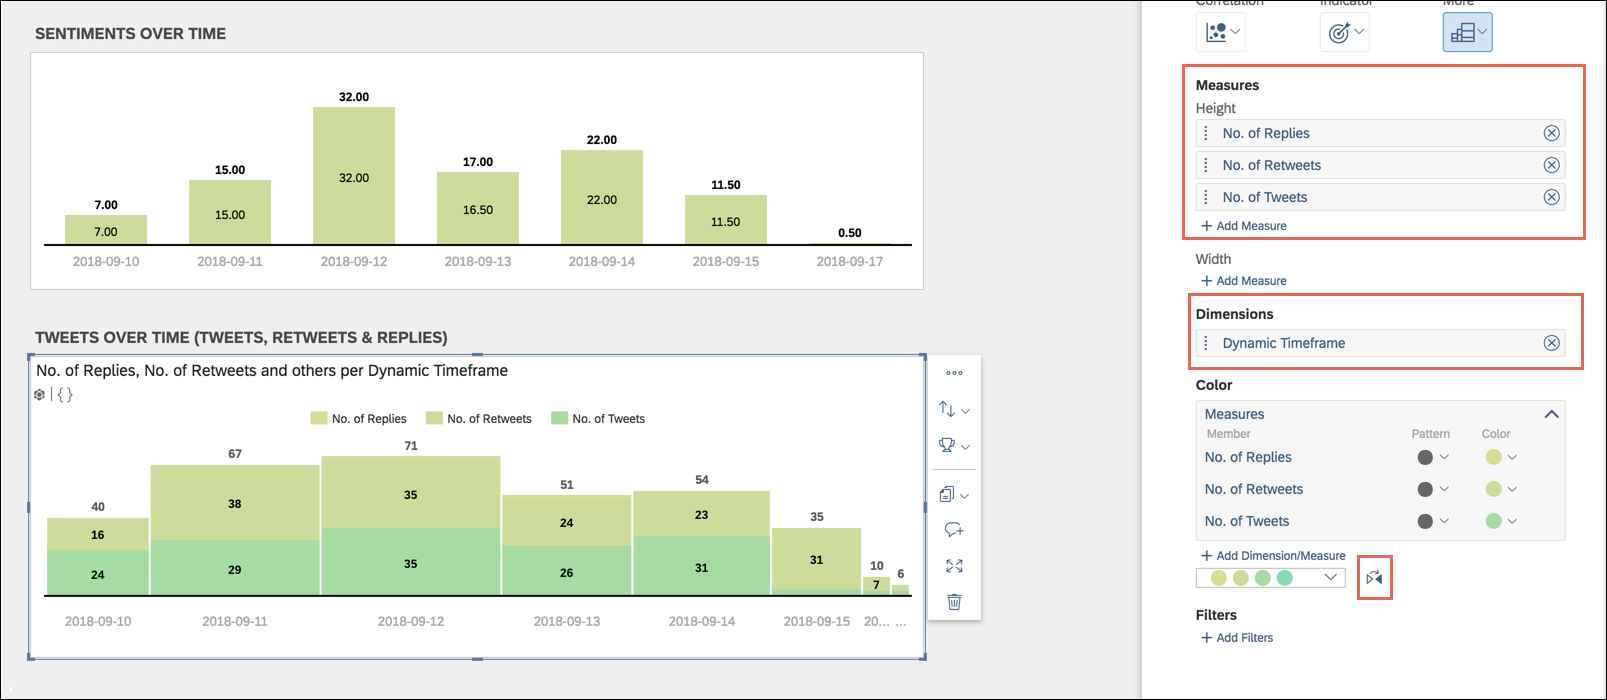 SENTIMENTS OVER TIME
32.00
22.00
17.00
15.00
11.50
7.00
0.50
32.00
22.00
16.50
15.00
11.50
7.00
2018-09-10 2018-09-11 2018-09-12 2018-09-13 2018-09-14 2018-09-15 2018-09-17
TWEETS OVER TIME (TWEETS, RETWEETS & REPLIES)
No. of Replies, No. of Retweets and others per Dynamic Timeframe
| { }
No. of Replies No. of Retweets No. of Tweets
40 67 71 51 54 35 10 6
16 38 35 24 23 31 7
24 29 35 26 31
2018-09-10 2018-09-11 2018-09-12 2018-09-13 2018-09-14 2018-09-15 20... ...
Correlation Indicator More
Measures
Height
No. of Replies
No. of Retweets
No. of Tweets
+ Add Measure
Width
+ Add Measure
Dimensions
Dynamic Timeframe
Color
Measures
Member Pattern Color
No. of Replies
No. of Retweets
No. of Tweets
+ Add Dimension/Measure
Filters
+ Add Filters